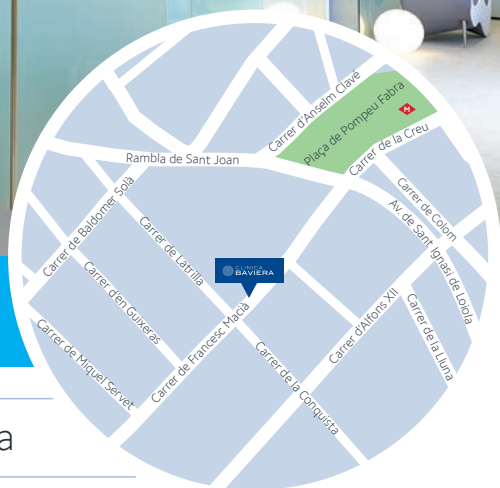 Carrer d'Anselm Clavé
Plaça de Pompeu Fabra
M
Carrer de la Creu
Rambla de Sant Joan
Carrer de Colom
Carrer de Baldomer Solà
Av. de Sant Ignasi de Loiola
Carrer de Latrilla
CLINICA
BAVIERA
Carrer d'en Guixeras
Carrer d'Alfons XII
Carrer de la Lluna
Carrer de Francesc Macià
Carrer de Miquel Servet
Carrer de la Conquista
a